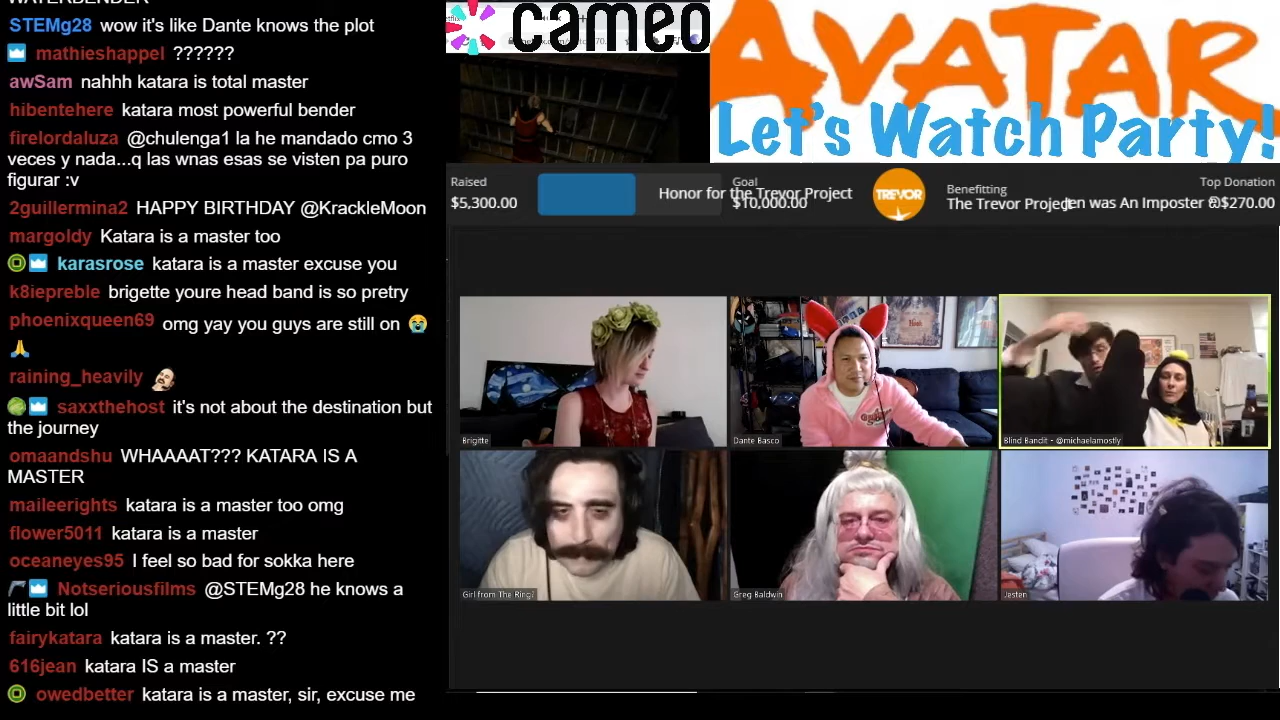 WATERBENDER
STEMg28 wow it's like Dante knows the plot
mathieshappel ??????
awSam nahhh katara is total master
hibentehere katara most powerful bender
firelordaluza @chulenga1 la he mandado cmo 3
veces y nada...q las wnas esas se visten pa puro
figurar :v
2guillermina2 HAPPY BIRTHDAY @KrackleMoon
margoldy Katara is a master too
karasrose katara is a master excuse you
k8iepreble brigette youre head band is so pretty
phoenixqueen69 omg yay you guys are still on 😭
🙏
raining_heavily
saxxthehost it's not about the destination but
the journey
omaandshu WHAAAAT??? KATARA IS A
MASTER
maileerights katara is a master too omg
flower5011 katara is a master
oceaneyes95 I feel so bad for sokka here
Notseriousfilms @STEMg28 he knows a
little bit lol
fairykatara katara is a master. ??
616jean katara IS a master
owedbetter katara is a master, sir, excuse me
cameo
AVATAR
Let's Watch Party!
Raised
$5,300.00
Honor for the Trevor Project
Goal
$10,000.00
TREVOR
Benefitting
The Trevor Project
Top Donation
Jen was An Imposter
$270.00
Brigitte
Dante Basco
Blind Bandit - @michaelamostly
Girl from The Ring?
Greg Baldwin
Jesten